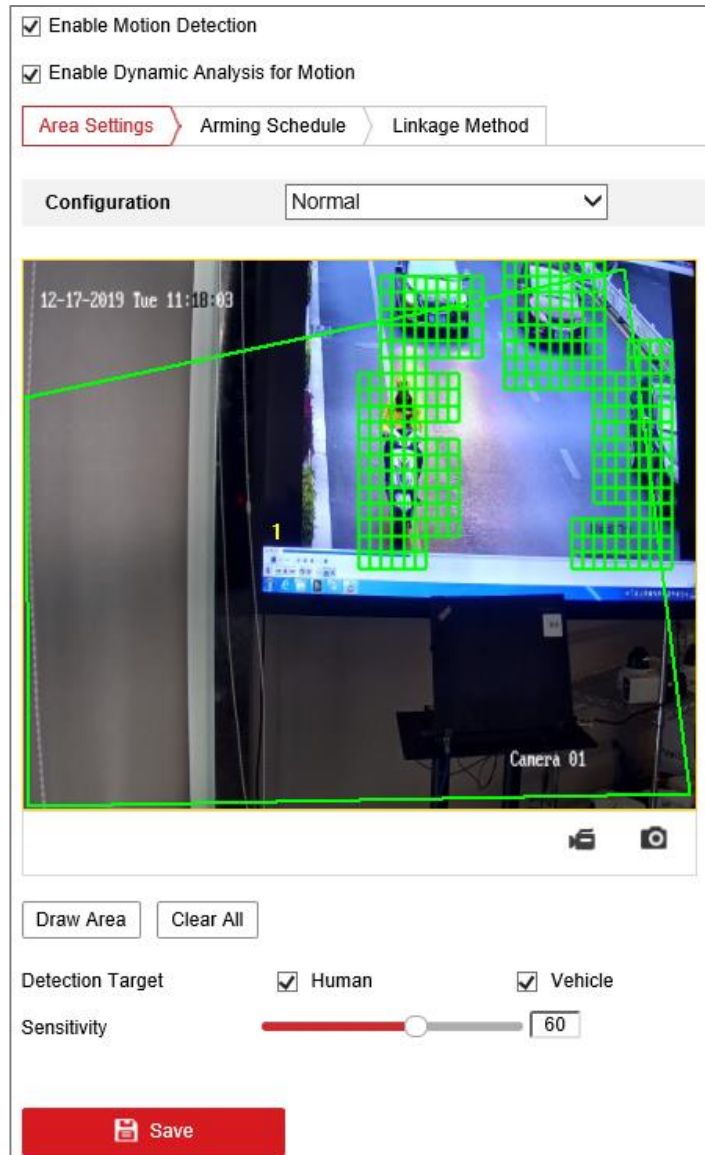 Enable Motion Detection
Enable Dynamic Analysis for Motion
Area Settings Arming Schedule Linkage Method
Configuration Normal
12-17-2019 Tue 11:18:03
1
Camera 01
Draw Area Clear All
Detection Target Human Vehicle
Sensitivity 60
Save